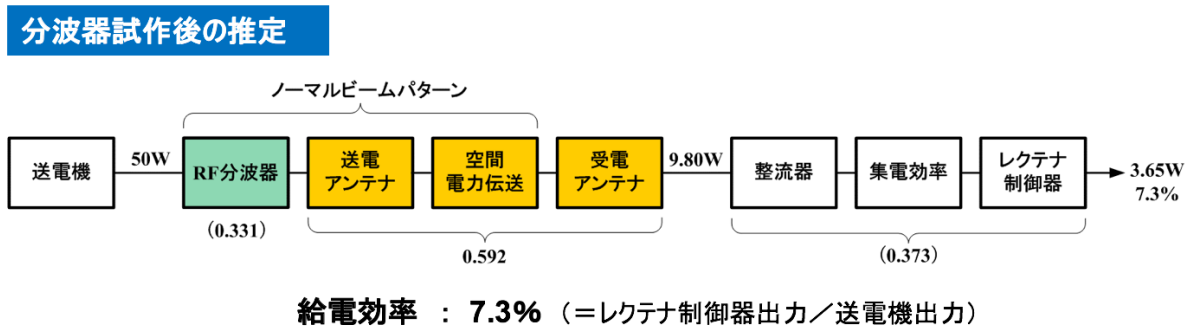 分波器試作後の推定
ノーマルビームパターン
送電機
50W
RF分波器
送電
アンテナ
空間
電力伝送
受電
アンテナ
9.80W
整流器
集電効率
レクテナ
制御器
3.65W
7.3%
(0.331)
0.592
(0.373)
給電効率 : 7.3% (=レクテナ制御器出力/送電機出力)